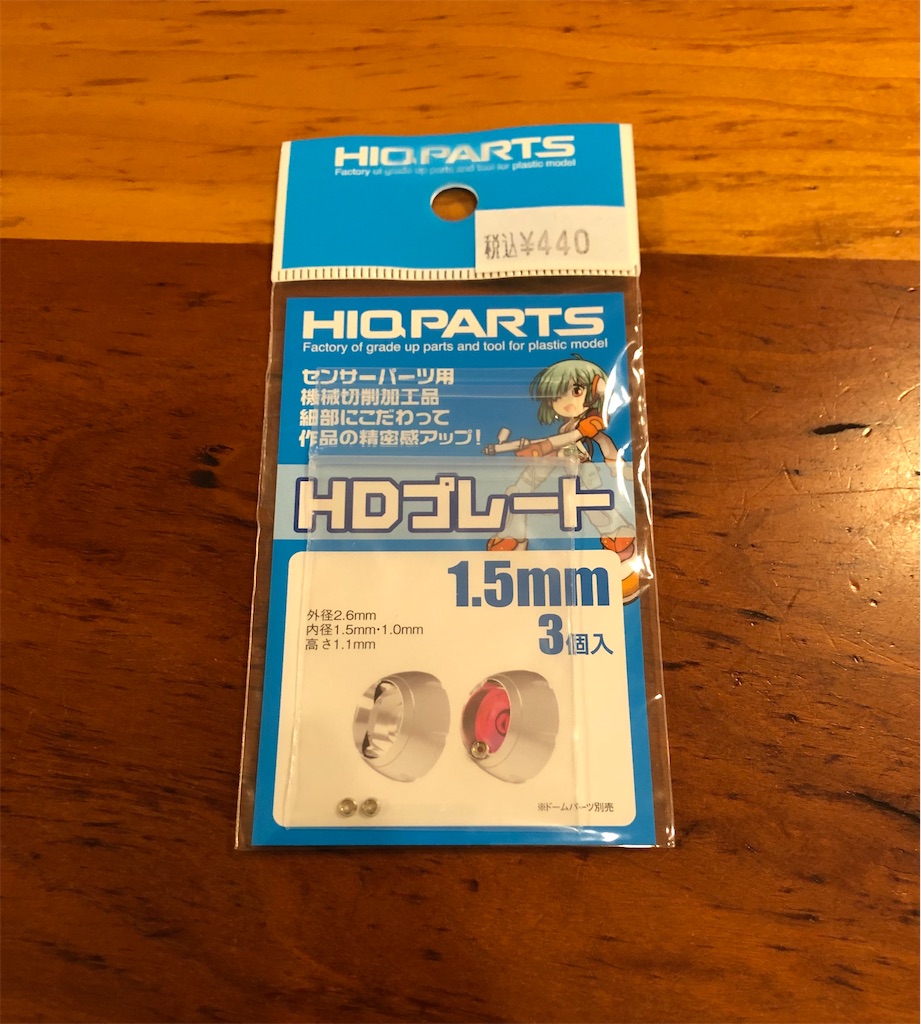 HIQPARTS
Factory of grade up parts and tool for plastic model
税込¥440
HIQPARTS
Factory of grade up parts and tool for plastic model
センサーパーツ用
機械切削加工品
細部にこだわって
作品の精密感アップ!
HDプレート
1.5mm
3個入
外径2.6mm
内径1.5mm・1.0mm
高さ1.1mm
※ドームパーツ別売